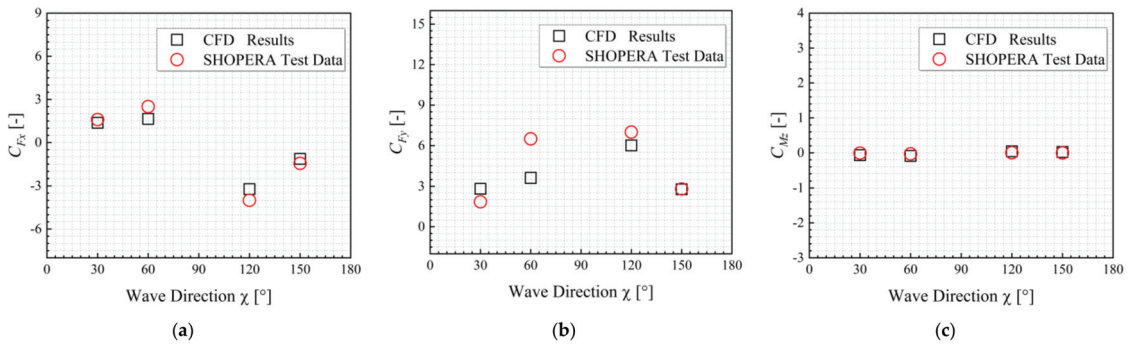 9
6
3
0
-3
-6
C_Fx [-]
CFD Results
SHOPERA Test Data
0 30 60 90 120 150 180
Wave Direction χ [°]
(a)
15
12
9
6
3
0
C_Fy [-]
CFD Results
SHOPERA Test Data
0 30 60 90 120 150 180
Wave Direction χ [°]
(b)
4
3
2
1
0
-1
-2
-3
C_Mz [-]
CFD Results
SHOPERA Test Data
0 30 60 90 120 150 180
Wave Direction χ [°]
(c)